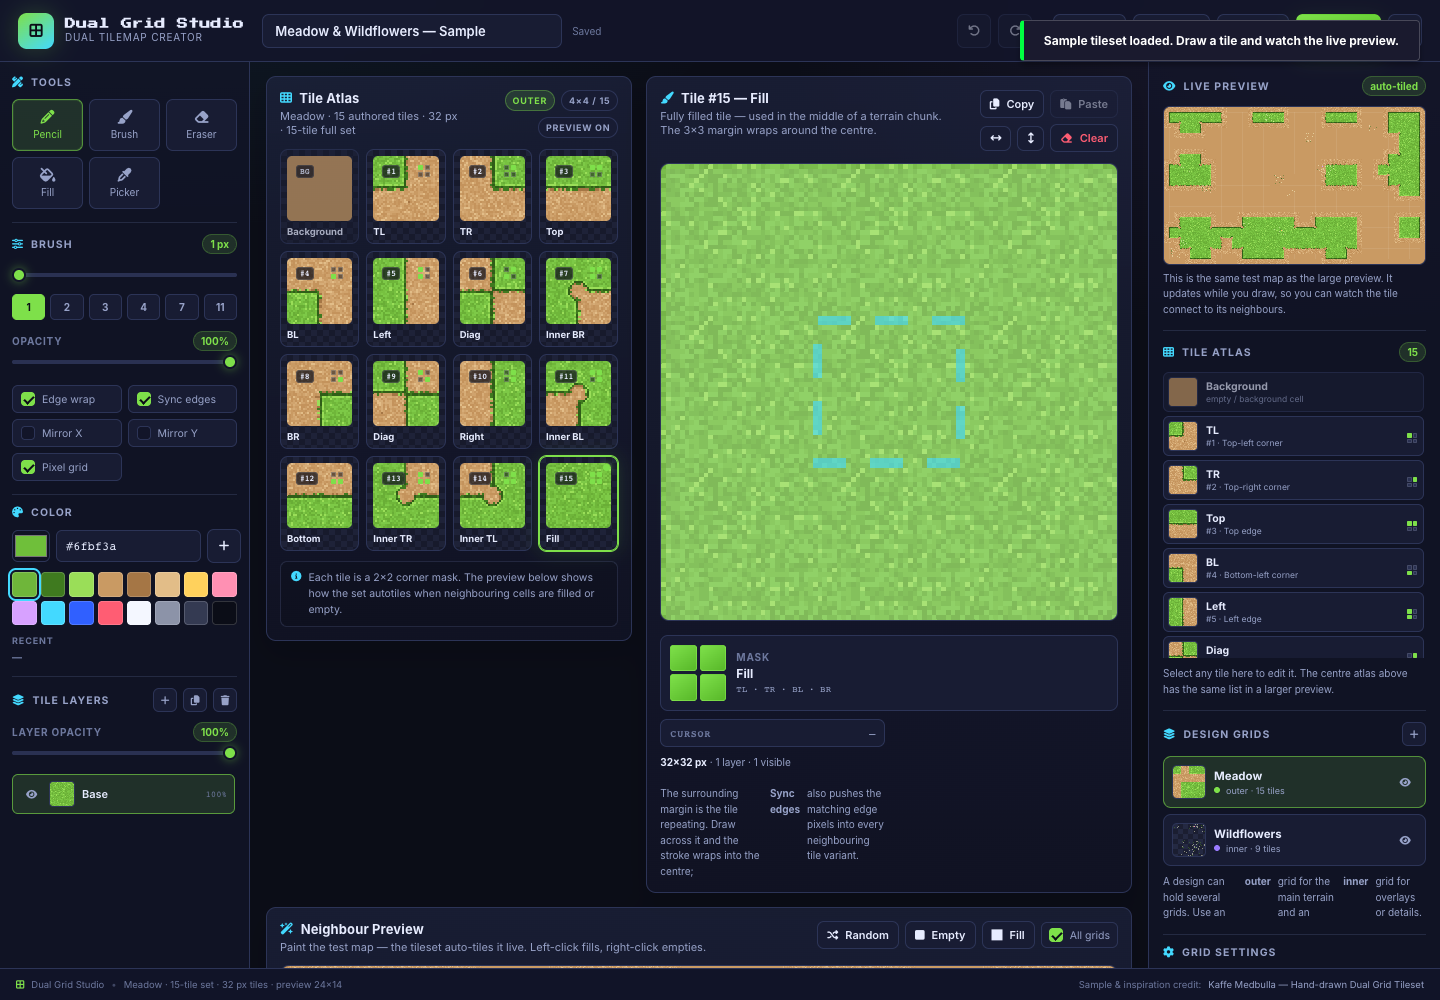 Dual Grid Studio
DUAL TILEMAP CREATOR
Meadow & Wildflowers — Sample
Saved
Sample tileset loaded. Draw a tile and watch the live preview.
TOOLS
Pencil
Brush
Eraser
Fill
Picker
BRUSH
1 px
1
2
3
4
7
11
OPACITY
100%
Edge wrap
Sync edges
Mirror X
Mirror Y
Pixel grid
COLOR
#6fbf3a
RECENT
—
TILE LAYERS
LAYER OPACITY
100%
Base
100%
Tile Atlas
OUTER
4×4 / 15
Meadow · 15 authored tiles · 32 px
· 15-tile full set
PREVIEW ON
BG
#1
#2
#3
Background
TL
TR
Top
#4
#5
#6
#7
BL
Left
Diag
Inner BR
#8
#9
#10
#11
BR
Diag
Right
Inner BL
#12
#13
#14
#15
Bottom
Inner TR
Inner TL
Fill
Each tile is a 2×2 corner mask. The preview below shows
how the set autotiles when neighbouring cells are filled or
empty.
Tile #15 — Fill
Fully filled tile — used in the middle of a terrain chunk.
The 3×3 margin wraps around the centre.
Copy
Paste
Clear
MASK
Fill
TL · TR · BL · BR
CURSOR
—
32×32 px · 1 layer · 1 visible
The surrounding
margin is the tile
repeating. Draw
across it and the
stroke wraps into the
centre;
Sync
edges
also pushes the
matching edge
pixels into every
neighbouring
tile variant.
Neighbour Preview
Paint the test map — the tileset auto-tiles it live. Left-click fills, right-click empties.
Random
Empty
Fill
All grids
LIVE PREVIEW
auto-tiled
This is the same test map as the large preview. It
updates while you draw, so you can watch the tile
connect to its neighbours.
TILE ATLAS
15
Background
empty / background cell
TL
#1 · Top-left corner
TR
#2 · Top-right corner
Top
#3 · Top edge
BL
#4 · Bottom-left corner
Left
#5 · Left edge
Diag
Select any tile here to edit it. The centre atlas above
has the same list in a larger preview.
DESIGN GRIDS
Meadow
outer · 15 tiles
Wildflowers
inner · 9 tiles
A design can
hold several
grids. Use an
outer
grid for the
main terrain
and an
inner
grid for
overlays
or details.
GRID SETTINGS
Dual Grid Studio • Meadow · 15-tile set · 32 px tiles · preview 24×14
Sample & inspiration credit: Kaffe Medbulla — Hand-drawn Dual Grid Tileset